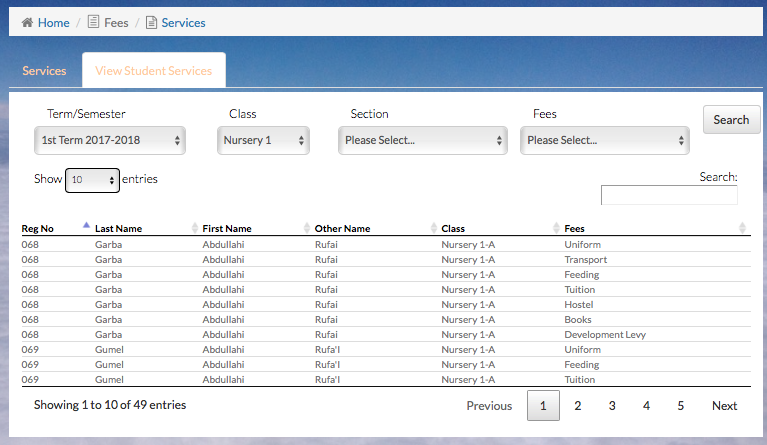 Home / Fees / Services
Services View Student Services
Term/Semester Class Section Fees
1st Term 2017-2018 Nursery 1 Please Select... Please Select... Search
Show 10 entries
Search:
Reg No Last Name First Name Other Name Class Fees
068 Garba Abdullahi Rufai Nursery 1-A Uniform
068 Garba Abdullahi Rufai Nursery 1-A Transport
068 Garba Abdullahi Rufai Nursery 1-A Feeding
068 Garba Abdullahi Rufai Nursery 1-A Tuition
068 Garba Abdullahi Rufai Nursery 1-A Hostel
068 Garba Abdullahi Rufai Nursery 1-A Books
068 Garba Abdullahi Rufai Nursery 1-A Development Levy
069 Gumel Abdullahi Rufa'I Nursery 1-A Uniform
069 Gumel Abdullahi Rufa'I Nursery 1-A Feeding
069 Gumel Abdullahi Rufa'I Nursery 1-A Tuition
Showing 1 to 10 of 49 entries Previous 1 2 3 4 5 Next